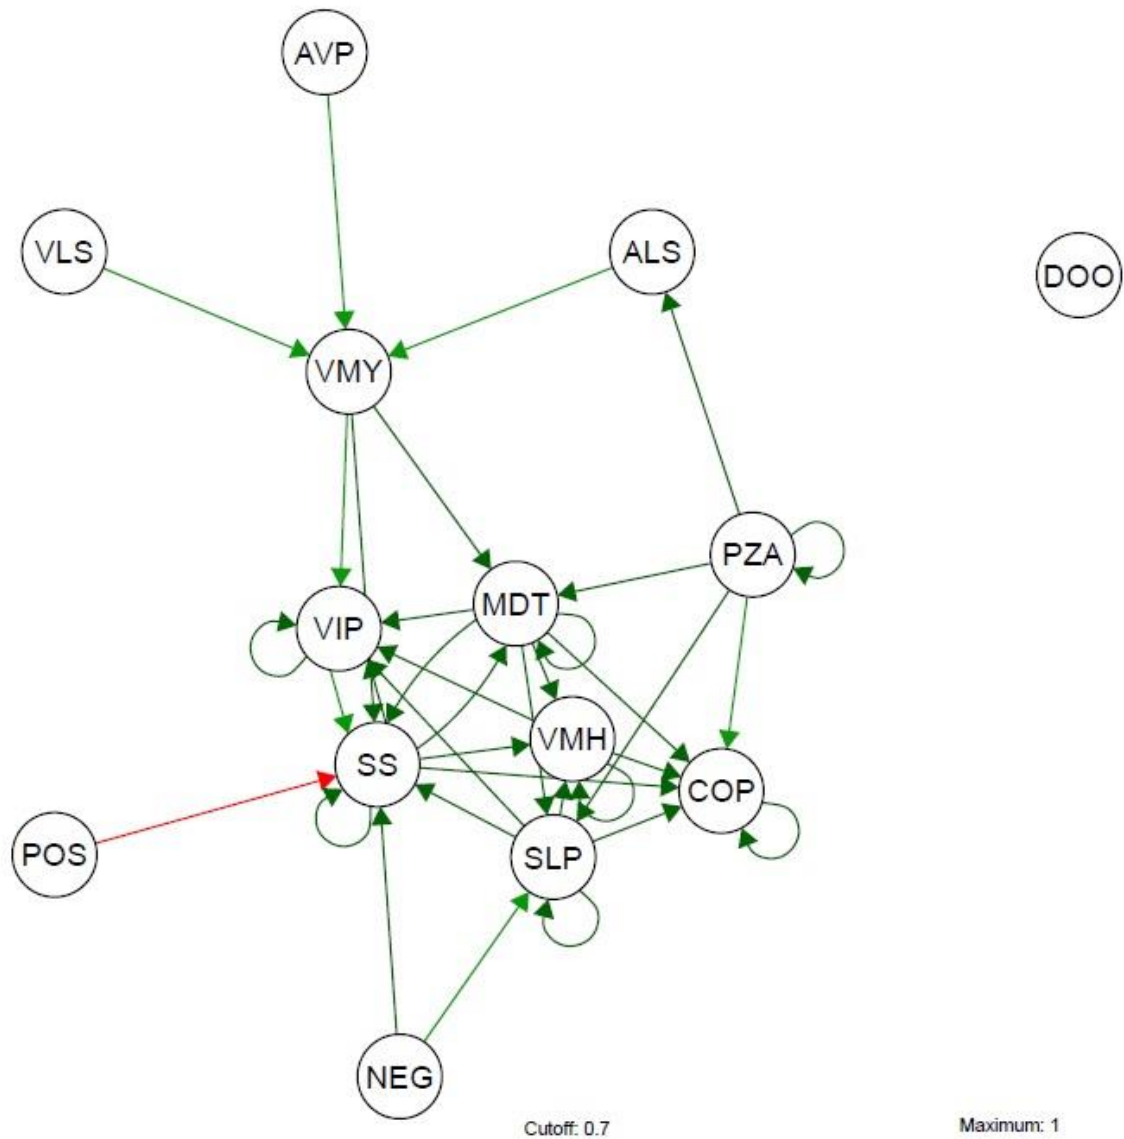 AVP
VLS
ALS
DOO
VMY
PZA
MDT
VIP
VMH
SS
COP
POS
SLP
NEG
Cutoff: 0.7
Maximum: 1